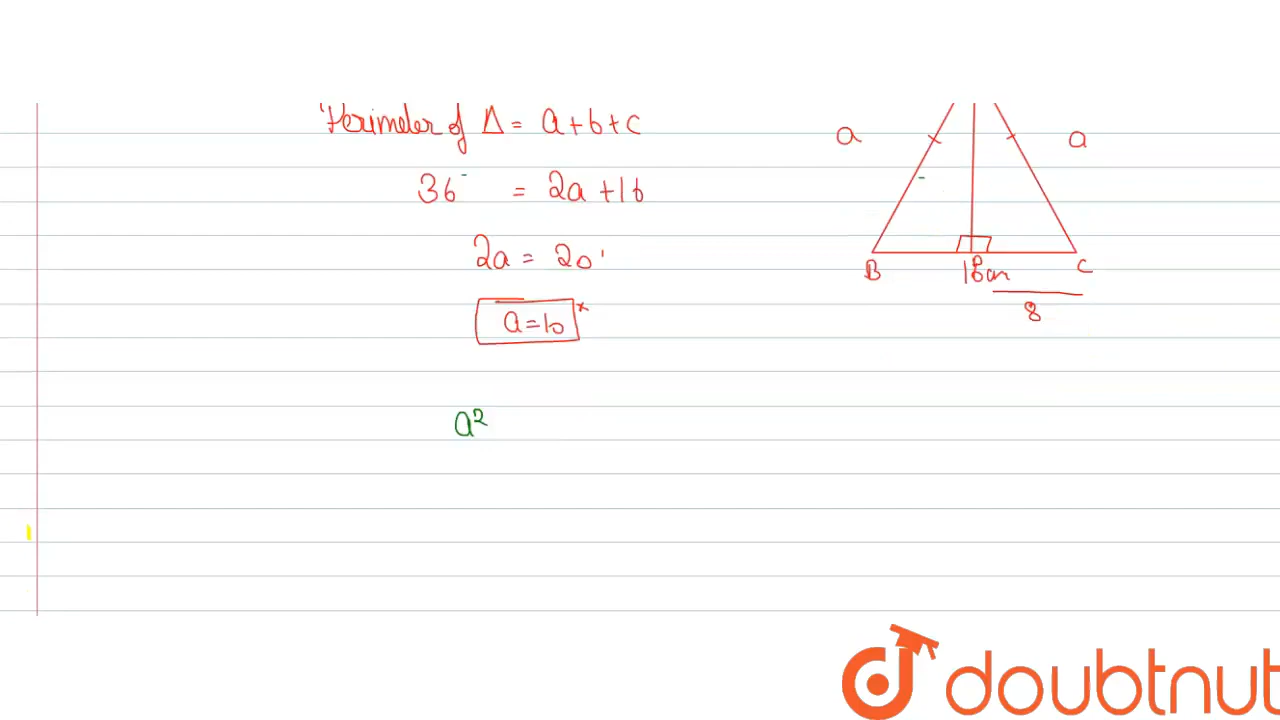 Perimeter of Δ = a+b+c
36 = 2a+16
2a = 20
a=10
a²
a
a
B
P
C
16cm
8
doubtnut